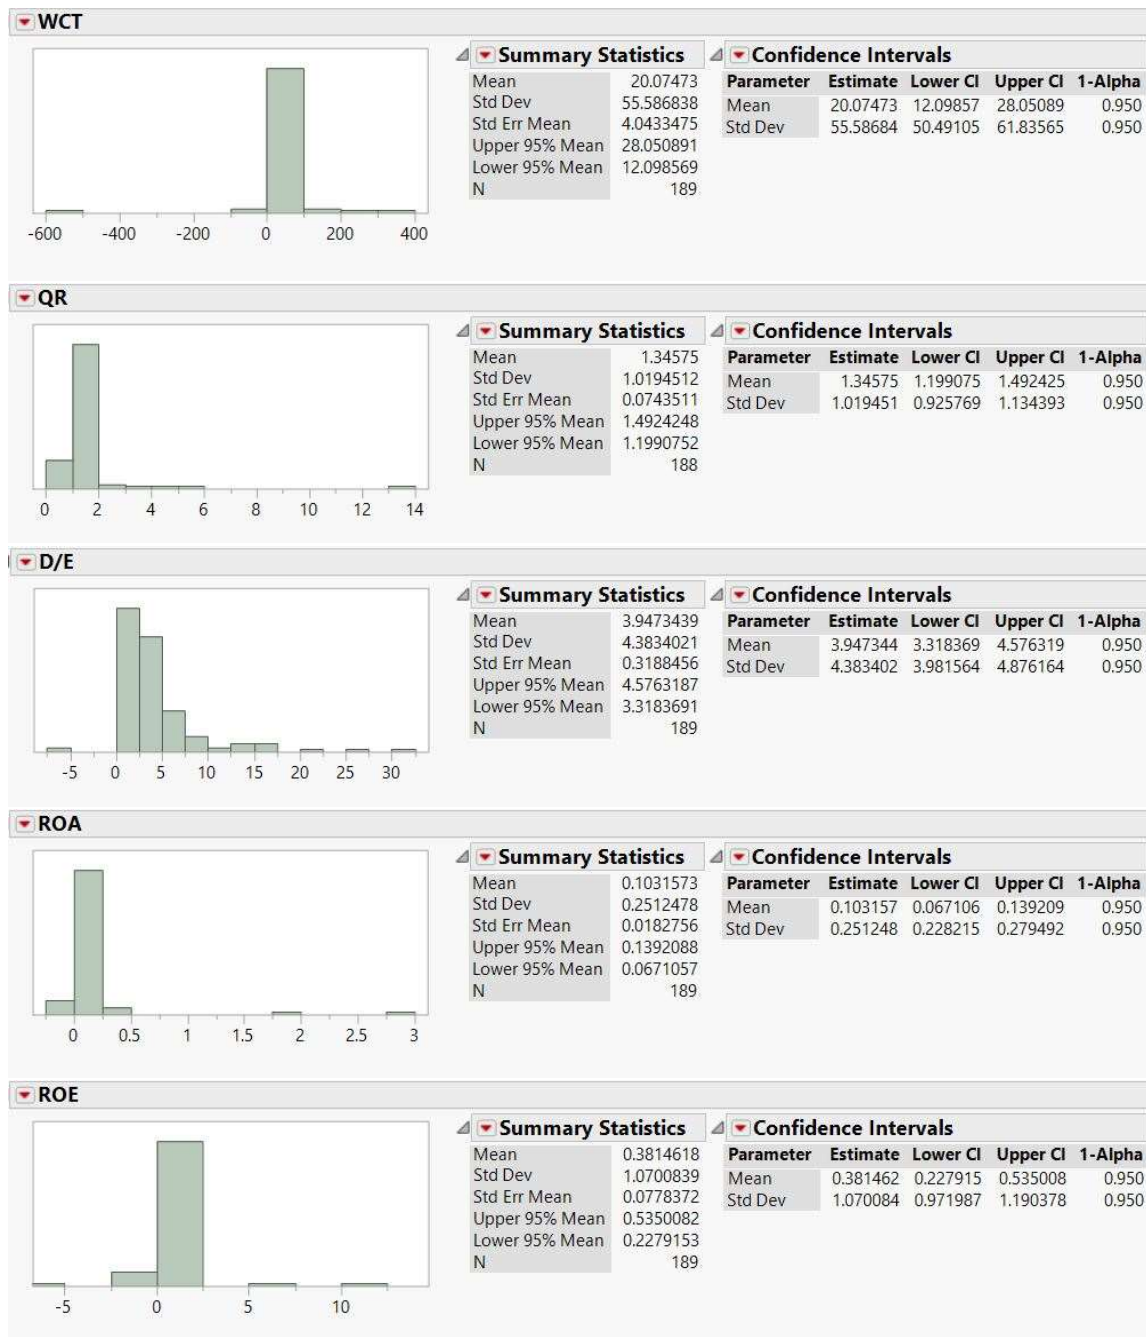 WCT
Summary Statistics
Mean 20.07473
Std Dev 55.586838
Std Err Mean 4.0433475
Upper 95% Mean 28.050891
Lower 95% Mean 12.098569
N 189
Confidence Intervals
Parameter Estimate Lower CI Upper CI 1-Alpha
Mean 20.07473 12.09857 28.05089 0.950
Std Dev 55.58684 50.49105 61.83565 0.950
-600 -400 -200 0 200 400
QR
Summary Statistics
Mean 1.34575
Std Dev 1.0194512
Std Err Mean 0.0743511
Upper 95% Mean 1.4924248
Lower 95% Mean 1.1990752
N 188
Confidence Intervals
Parameter Estimate Lower CI Upper CI 1-Alpha
Mean 1.34575 1.199075 1.492425 0.950
Std Dev 1.019451 0.925769 1.134393 0.950
0 2 4 6 8 10 12 14
D/E
Summary Statistics
Mean 3.9473439
Std Dev 4.3834021
Std Err Mean 0.3188456
Upper 95% Mean 4.5763187
Lower 95% Mean 3.3183691
N 189
Confidence Intervals
Parameter Estimate Lower CI Upper CI 1-Alpha
Mean 3.947344 3.318369 4.576319 0.950
Std Dev 4.383402 3.981564 4.876164 0.950
-5 0 5 10 15 20 25 30
ROA
Summary Statistics
Mean 0.1031573
Std Dev 0.2512478
Std Err Mean 0.0182756
Upper 95% Mean 0.1392088
Lower 95% Mean 0.0671057
N 189
Confidence Intervals
Parameter Estimate Lower CI Upper CI 1-Alpha
Mean 0.103157 0.067106 0.139209 0.950
Std Dev 0.251248 0.228215 0.279492 0.950
0 0.5 1 1.5 2 2.5 3
ROE
Summary Statistics
Mean 0.3814618
Std Dev 1.0700839
Std Err Mean 0.0778372
Upper 95% Mean 0.5350082
Lower 95% Mean 0.2279153
N 189
Confidence Intervals
Parameter Estimate Lower CI Upper CI 1-Alpha
Mean 0.381462 0.227915 0.535008 0.950
Std Dev 1.070084 0.971987 1.190378 0.950
-5 0 5 10